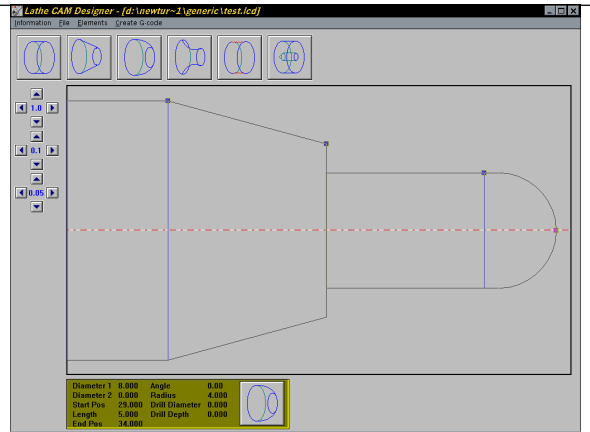 Lathe CAM Designer - [d:\newtur~1\generic\test.lcd]
Information File Elements Create G-code
1.0
0.1
0.05
Diameter 1 8.000 Angle 0.00
Diameter 2 0.000 Radius 4.000
Start Pos 29.000 Drill Diameter 0.000
Length 5.000 Drill Depth 0.000
End Pos 34.000